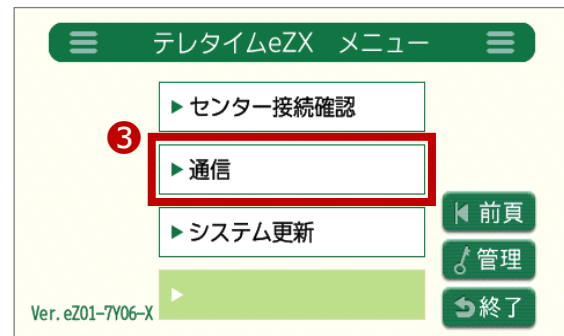 テレタイムeZX メニュー
▶センター接続確認
❸
▶通信
▶システム更新
▶
前頁
管理
終了
Ver.eZ01-7Y06-X